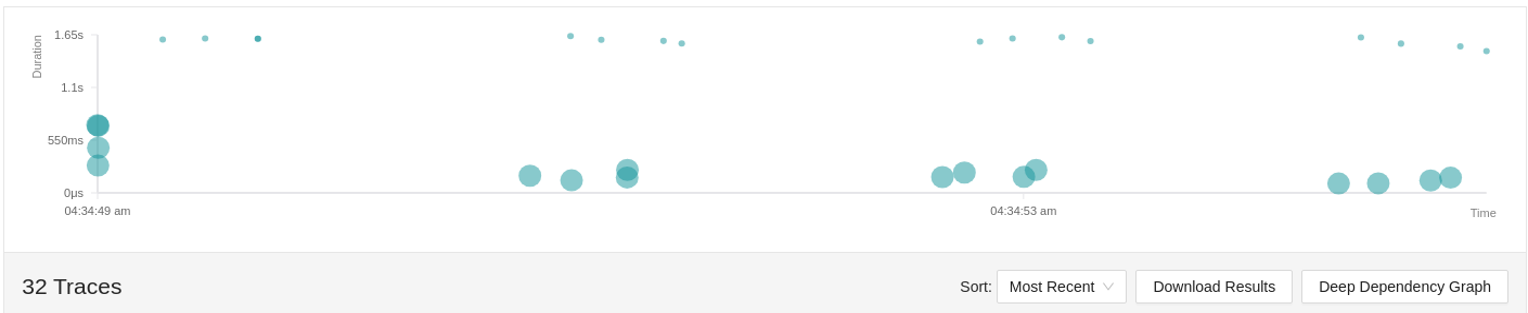 Duration
1.65s
1.1s
550ms
0μs
04:34:49 am
04:34:53 am
Time
32 Traces
Sort: Most Recent Download Results Deep Dependency Graph